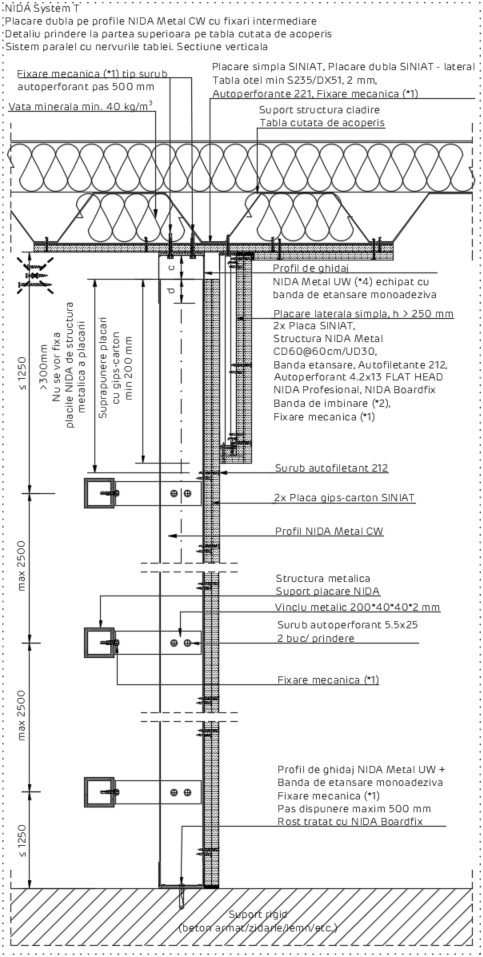 NIDA System T
Placare dubla pe profile NIDA Metal CW cu fixari intermediare
Detaliu prindere la partea superioara pe tabla cutata de acoperis
Sistem paralel cu nervurile tablei. Sectiune verticala
Fixare mecanica (*1) tip surub
autoperforant pas 500 mm
Vata minerala min. 40 kg/m³
Placare simpla SINIAT, Placare dubla SINIAT - lateral
Tabla otel min S235/DX51, 2 mm,
Autoperforante 221, Fixare mecanica (*1)
Suport structura cladire
Tabla cutata de acoperis
c
d
≤ 1250
>300mm
Nu se vor fixa
placile NIDA de structura
metalica a placarii
Suprapunere placari
cu gips-carton
min 200 mm
Profil de ghidaj
NIDA Metal UW (*4) echipat cu
banda de etansare monoadeziva
Placare laterala simpla, h > 250 mm
2x Placa SINIAT,
Structura NIDA Metal
CD60@60cm/UD30,
Banda etansare, Autofiletante 212,
Autoperforant 4.2x13 FLAT HEAD
NIDA Profesional, NIDA Boardfix
Banda de imbinare (*2),
Fixare mecanica (*1)
Surub autofiletant 212
2x Placa gips-carton SINIAT
Profil NIDA Metal CW
max 2500
Structura metalica
Suport placare NIDA
Vinclu metalic 200*40*40*2 mm
Surub autoperforant 5.5x25
2 buc/ prindere
Fixare mecanica (*1)
max 2500
Profil de ghidaj NIDA Metal UW +
Banda de etansare monoadeziva
Fixare mecanica (*1)
Pas dispunere maxim 500 mm
Rost tratat cu NIDA Boardfix
≤ 1250
Suport rigid
(beton armat/zidarie/lemn/etc.)